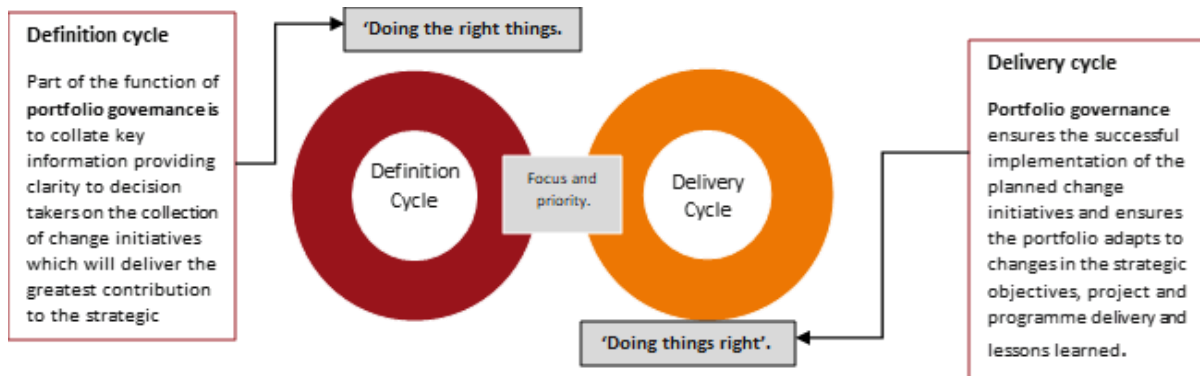 Definition cycle
Part of the function of
portfolio governance is
to collate key
information providing
clarity to decision
takers on the collection
of change initiatives
which will deliver the
greatest contribution
to the strategic
'Doing the right things.
Definition
Cycle
Focus and
priority.
Delivery
Cycle
'Doing things right'.
Delivery cycle
Portfolio governance
ensures the successful
implementation of the
planned change
initiatives and ensures
the portfolio adapts to
changes in the strategic
objectives, project and
programme delivery and
lessons learned.